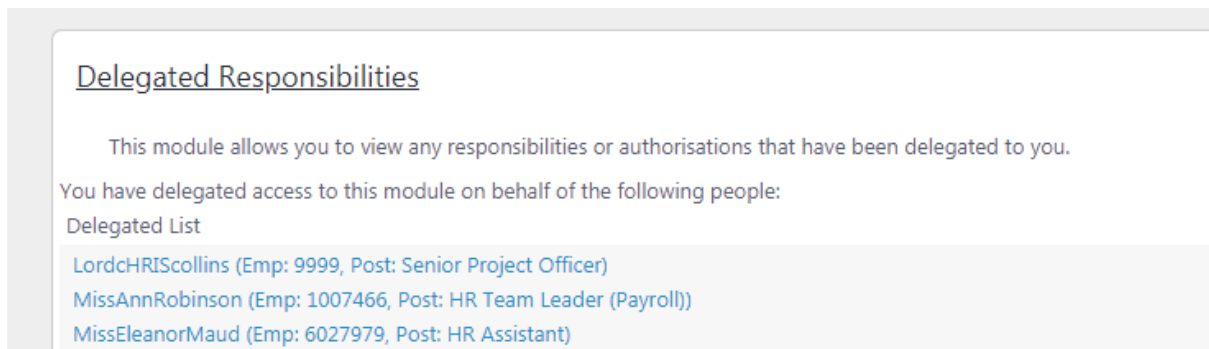 Delegated Responsibilities
This module allows you to view any responsibilities or authorisations that have been delegated to you.
You have delegated access to this module on behalf of the following people:
Delegated List
LordcHRIScollins (Emp: 9999, Post: Senior Project Officer)
MissAnnRobinson (Emp: 1007466, Post: HR Team Leader (Payroll))
MissEleanorMaud (Emp: 6027979, Post: HR Assistant)